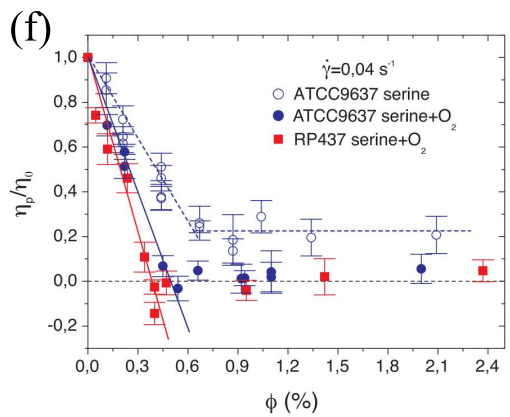 (f)
γ̇=0,04 s⁻¹
ATCC9637 serine
ATCC9637 serine+O₂
RP437 serine+O₂
ηₚ/η₀
1,0
0,8
0,6
0,4
0,2
0,0
-0,2
0,0 0,3 0,6 0,9 1,2 1,5 1,8 2,1 2,4
ϕ (%)